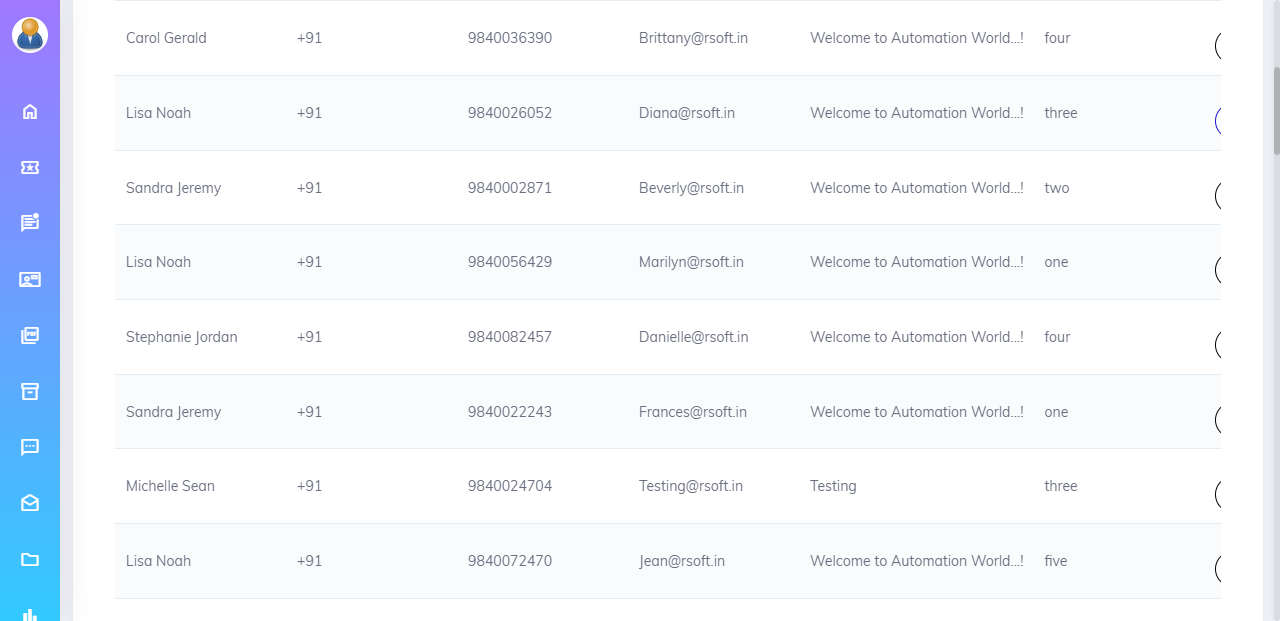 Carol Gerald +91 9840036390 Brittany@rsoft.in Welcome to Automation World...! four
Lisa Noah +91 9840026052 Diana@rsoft.in Welcome to Automation World...! three
Sandra Jeremy +91 9840002871 Beverly@rsoft.in Welcome to Automation World...! two
Lisa Noah +91 9840056429 Marilyn@rsoft.in Welcome to Automation World...! one
Stephanie Jordan +91 9840082457 Danielle@rsoft.in Welcome to Automation World...! four
Sandra Jeremy +91 9840022243 Frances@rsoft.in Welcome to Automation World...! one
Michelle Sean +91 9840024704 Testing@rsoft.in Testing three
Lisa Noah +91 9840072470 Jean@rsoft.in Welcome to Automation World...! five